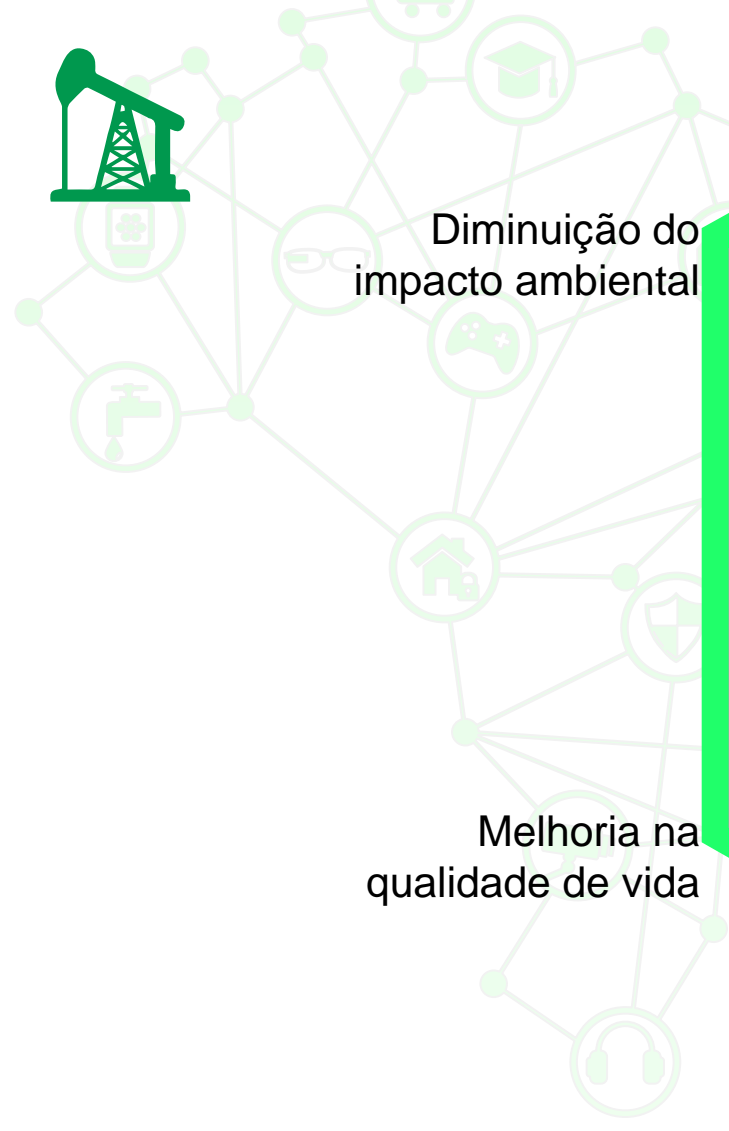 Diminuição do
impacto ambiental
Melhoria na
qualidade de vida